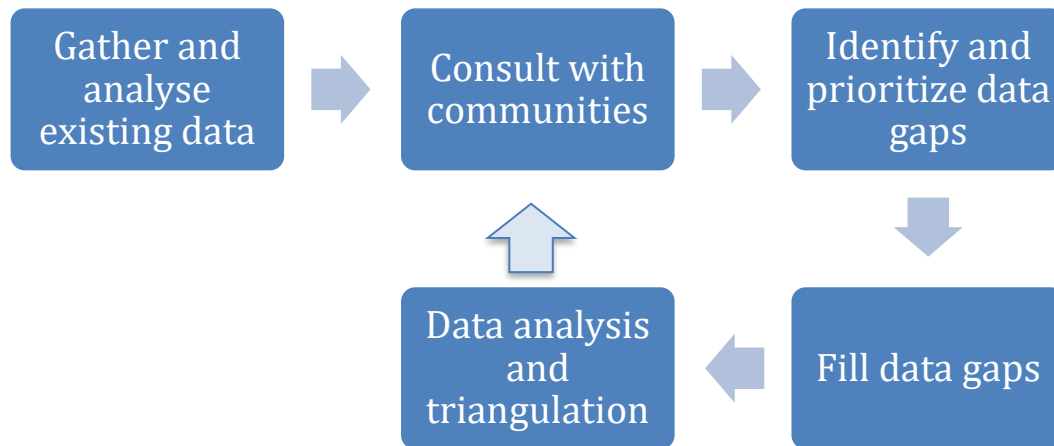 Gather and
analyse
existing data
Consult with
communities
Identify and
prioritize data
gaps
Fill data gaps
Data analysis
and
triangulation